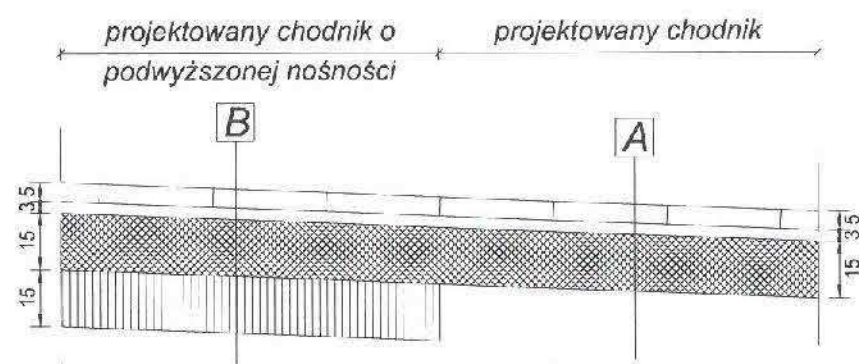 projektowany chodnik o
podwyższonej nośności
projektowany chodnik
B
A
3 5
15
15
3 5
15